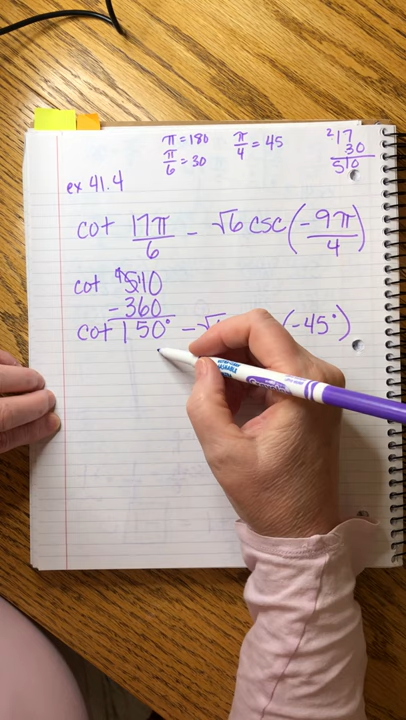 π = 180 π/4 = 45 ²17
π/6 = 30 30
510
ex 41.4
cot 17π/6 - √6 csc (-9π/4)
cot 510
- 360
cot 150° - √ (-45°)